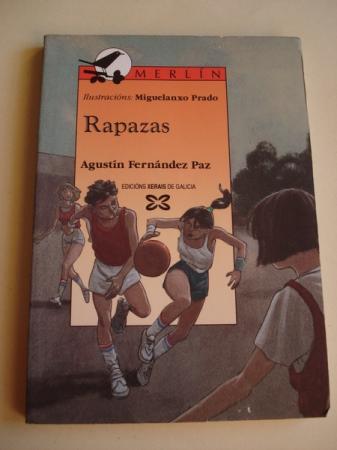 MERLÍN
Ilustracións: Miguelanxo Prado
Rapazas
Agustín Fernández Paz
EDICIÓNS XERAIS DE GALICIA